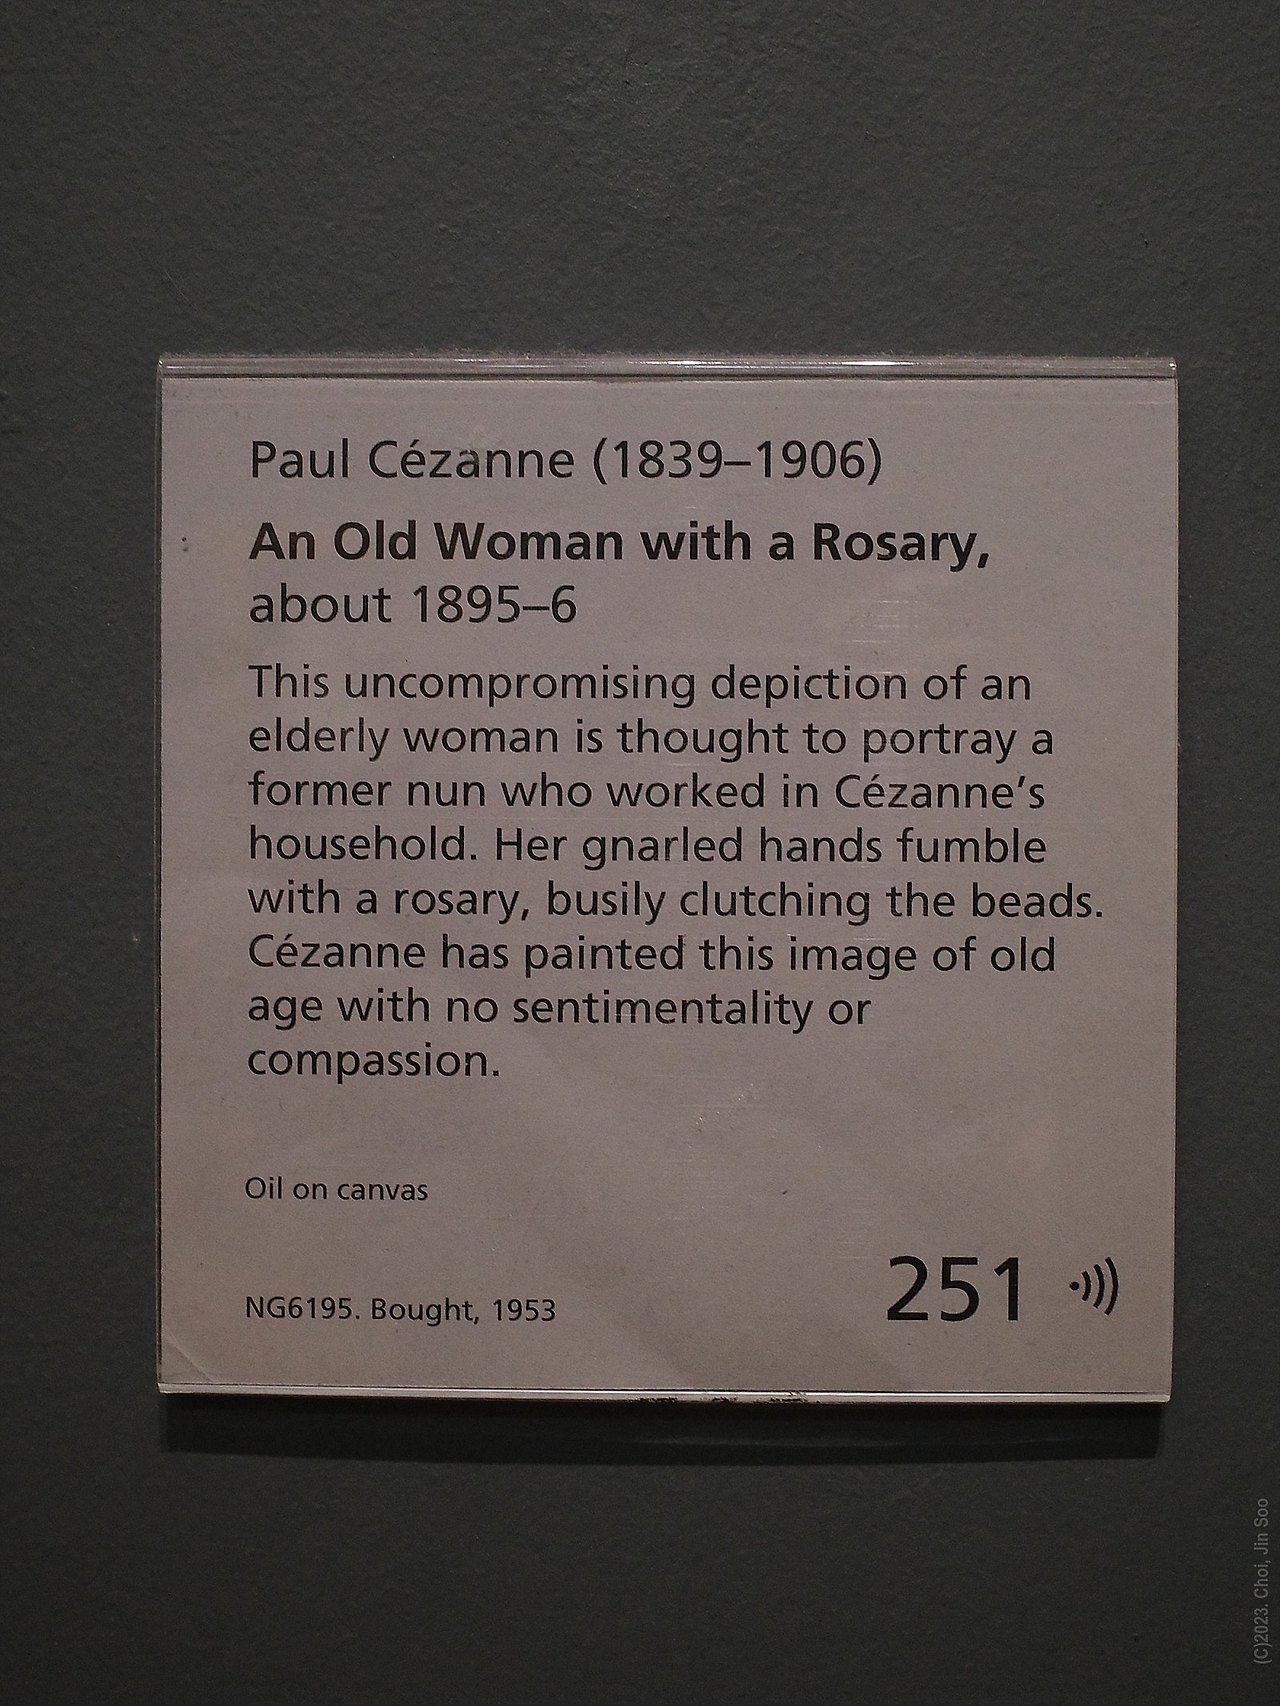 Paul Cézanne (1839–1906)
An Old Woman with a Rosary,
about 1895–6
This uncompromising depiction of an
elderly woman is thought to portray a
former nun who worked in Cézanne’s
household. Her gnarled hands fumble
with a rosary, busily clutching the beads.
Cézanne has painted this image of old
age with no sentimentality or
compassion.
Oil on canvas
NG6195. Bought, 1953
251
(C)2023. Choi, Jin Soo